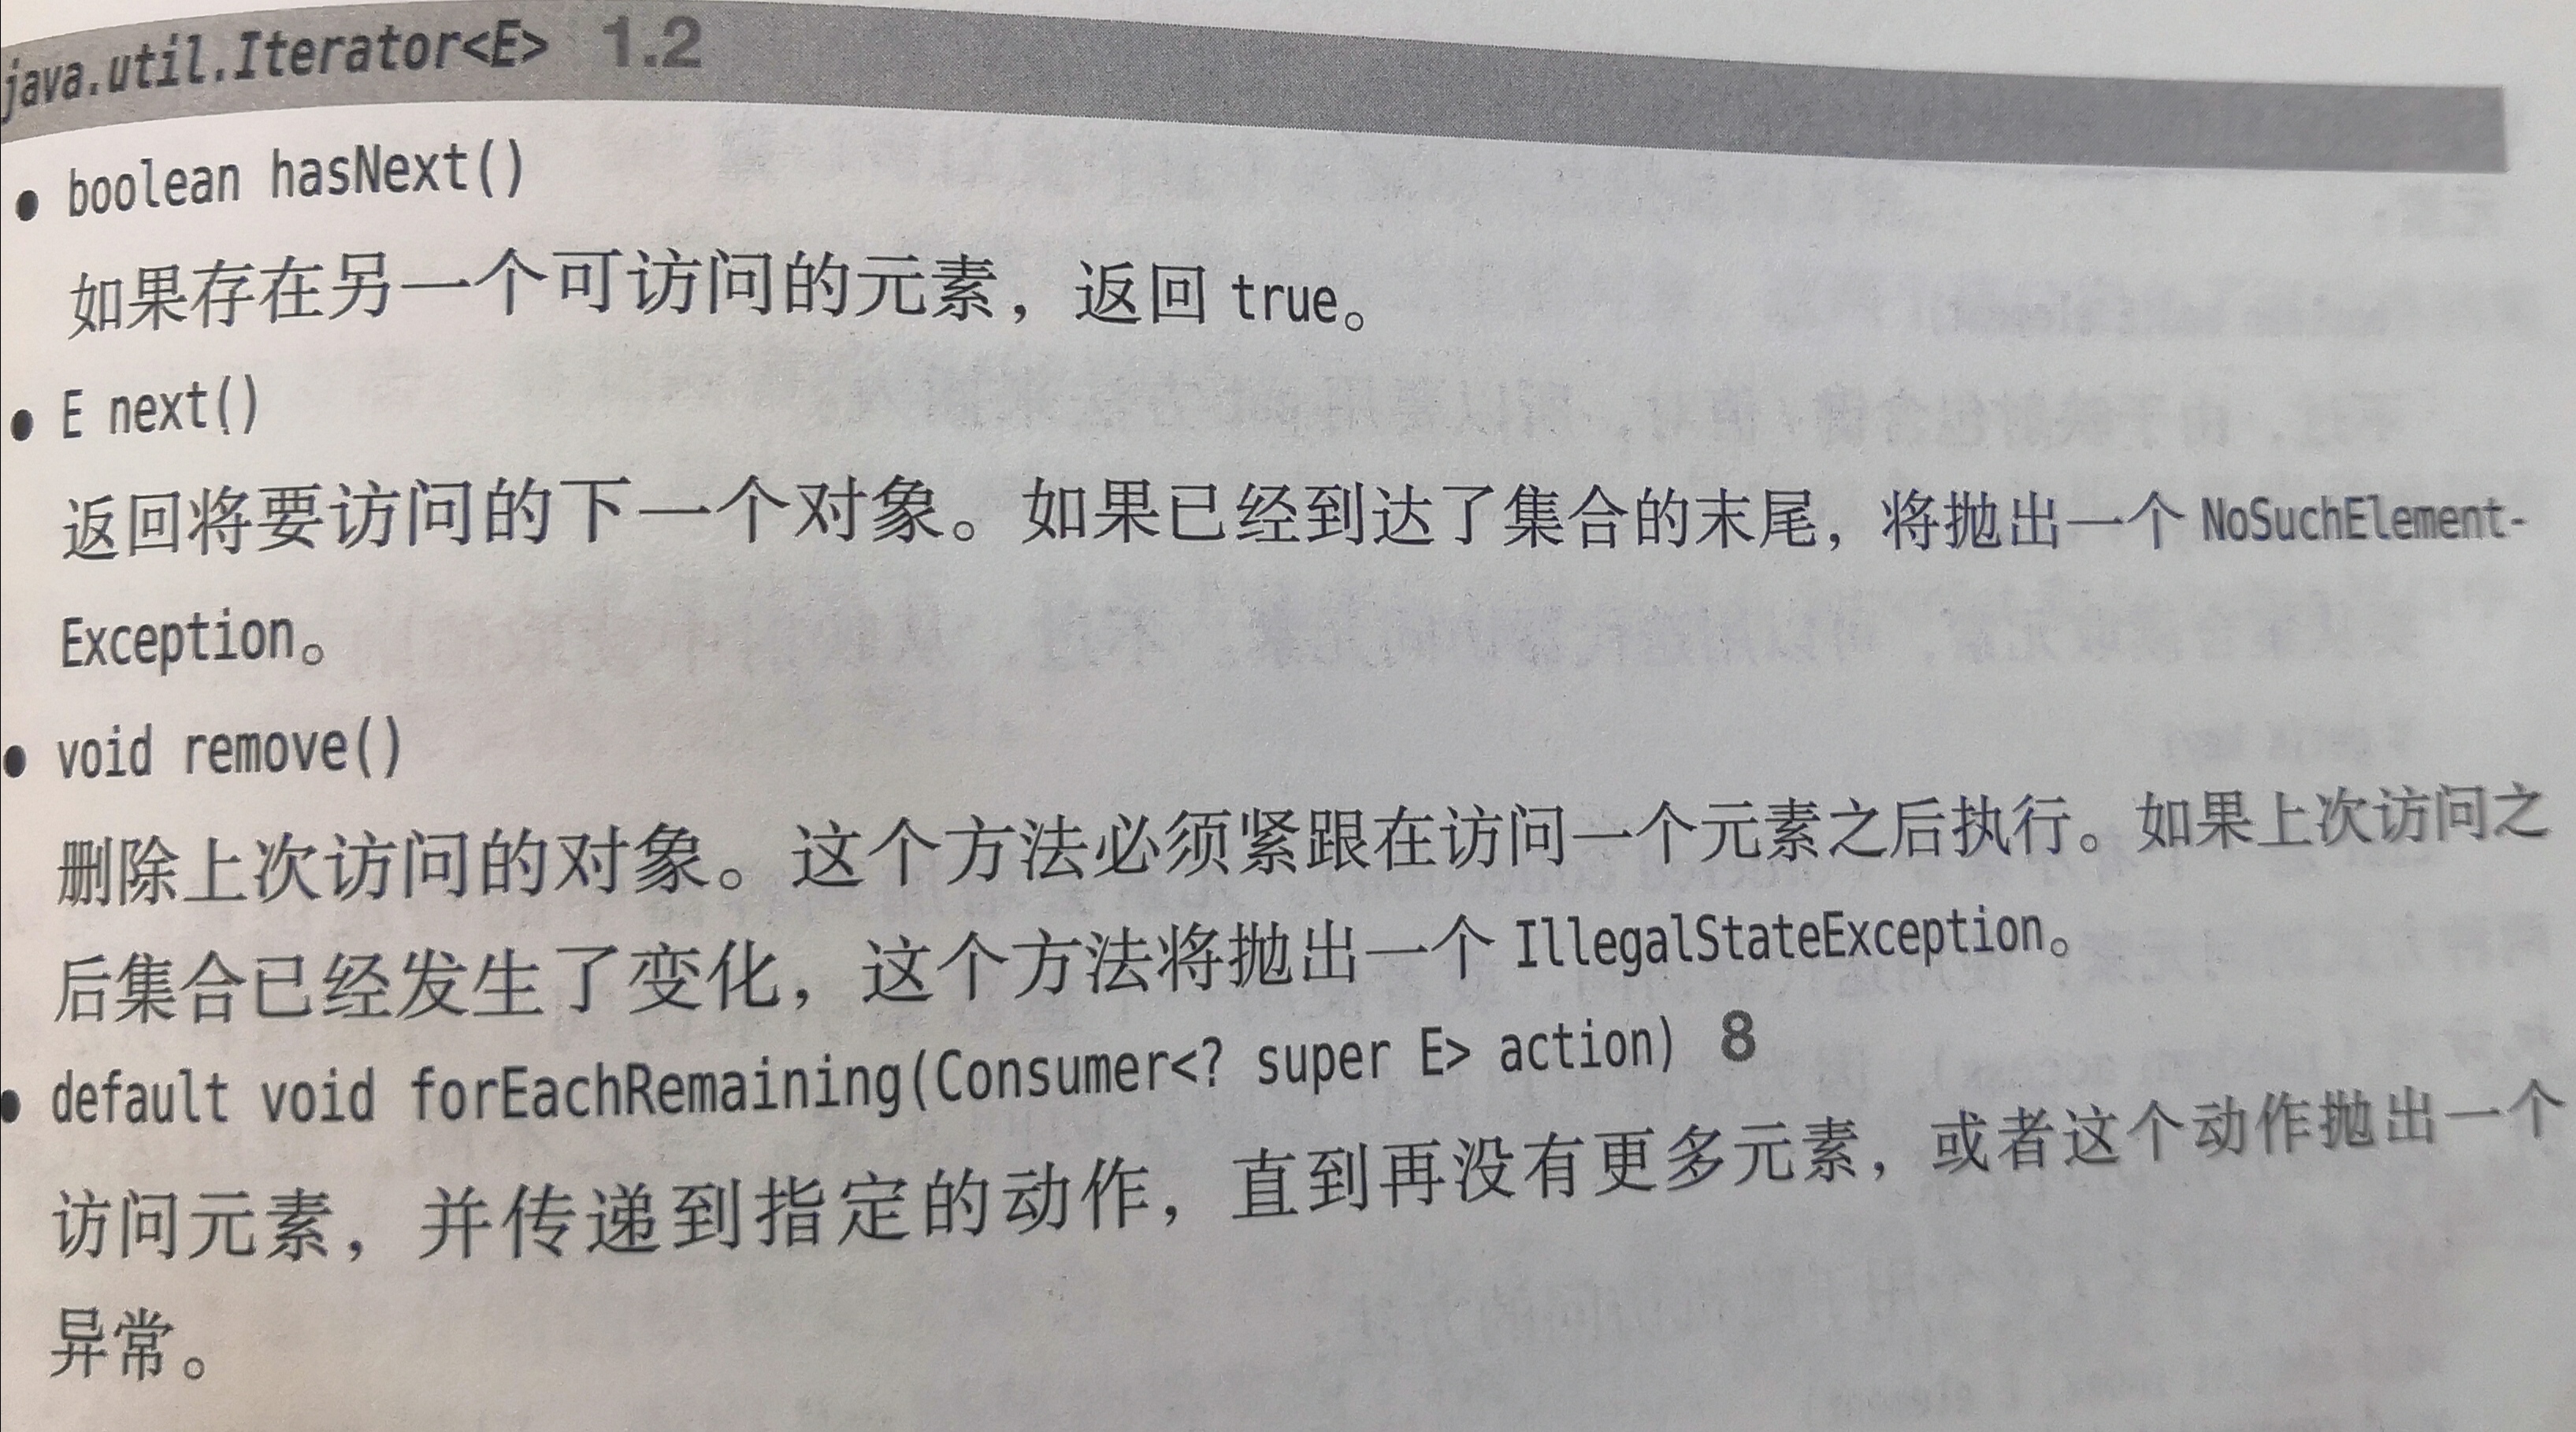 java.util.Iterator<E> 1.2
• boolean hasNext()
如果存在另一个可访问的元素，返回 true。
• E next()
返回将要访问的下一个对象。如果已经到达了集合的末尾，将抛出一个 NoSuchElement-
Exception。
• void remove()
删除上次访问的对象。这个方法必须紧跟在访问一个元素之后执行。如果上次访问之
后集合已经发生了变化，这个方法将抛出一个 IllegalStateException。
• default void forEachRemaining(Consumer<? super E> action) 8
访问元素，并传递到指定的动作，直到再没有更多元素，或者这个动作抛出一个
异常。